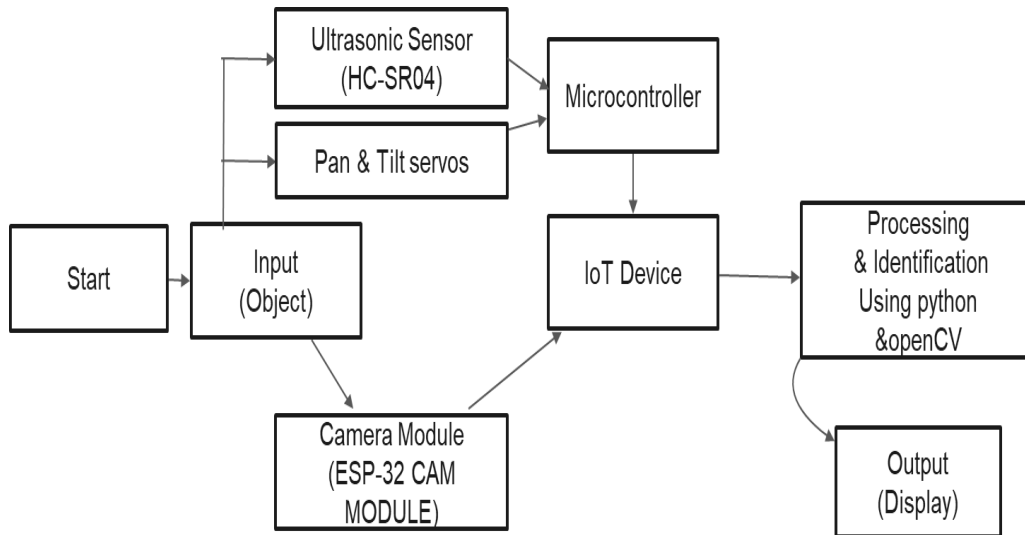 Ultrasonic Sensor
(HC-SR04)
Microcontroller
Pan & Tilt servos
Start
Input
(Object)
IoT Device
Processing
& Identification
Using python
&openCV
Camera Module
(ESP-32 CAM
MODULE)
Output
(Display)